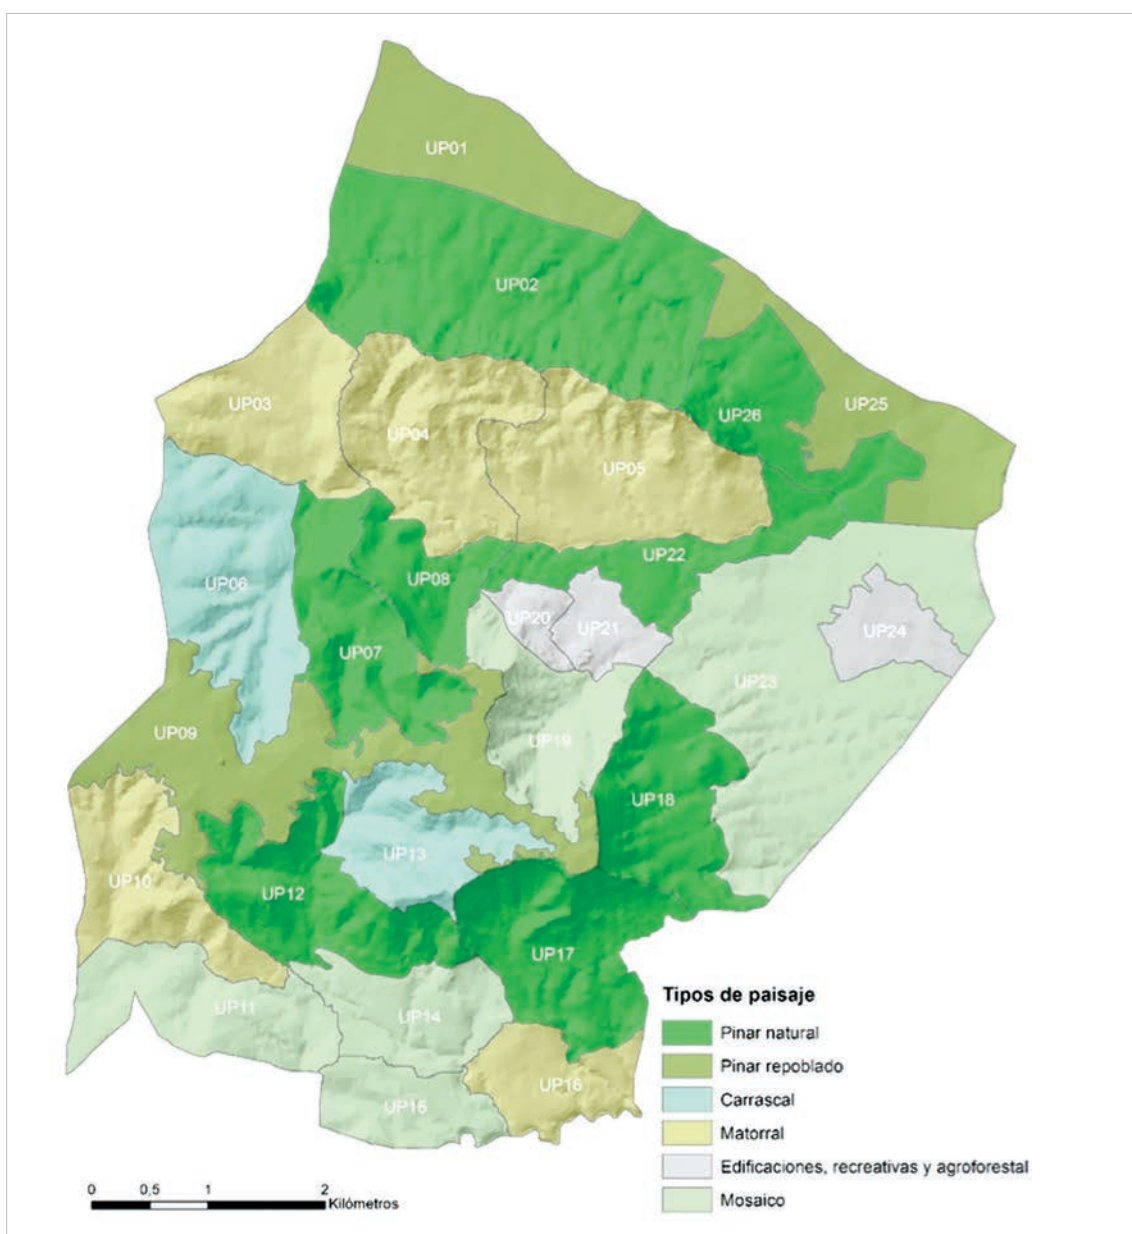 UP01
UP02
UP03
UP04
UP05
UP26
UP25
UP06
UP08
UP22
UP07
UP20
UP21
UP24
UP23
UP09
UP19
UP18
UP13
UP10
UP12
UP17
UP11
UP14
UP16
UP15
Tipos de paisaje
Pinar natural
Pinar repoblado
Carrascal
Matorral
Edificaciones, recreativas y agroforestal
Mosaico
0 0,5 1 2
Kilómetros